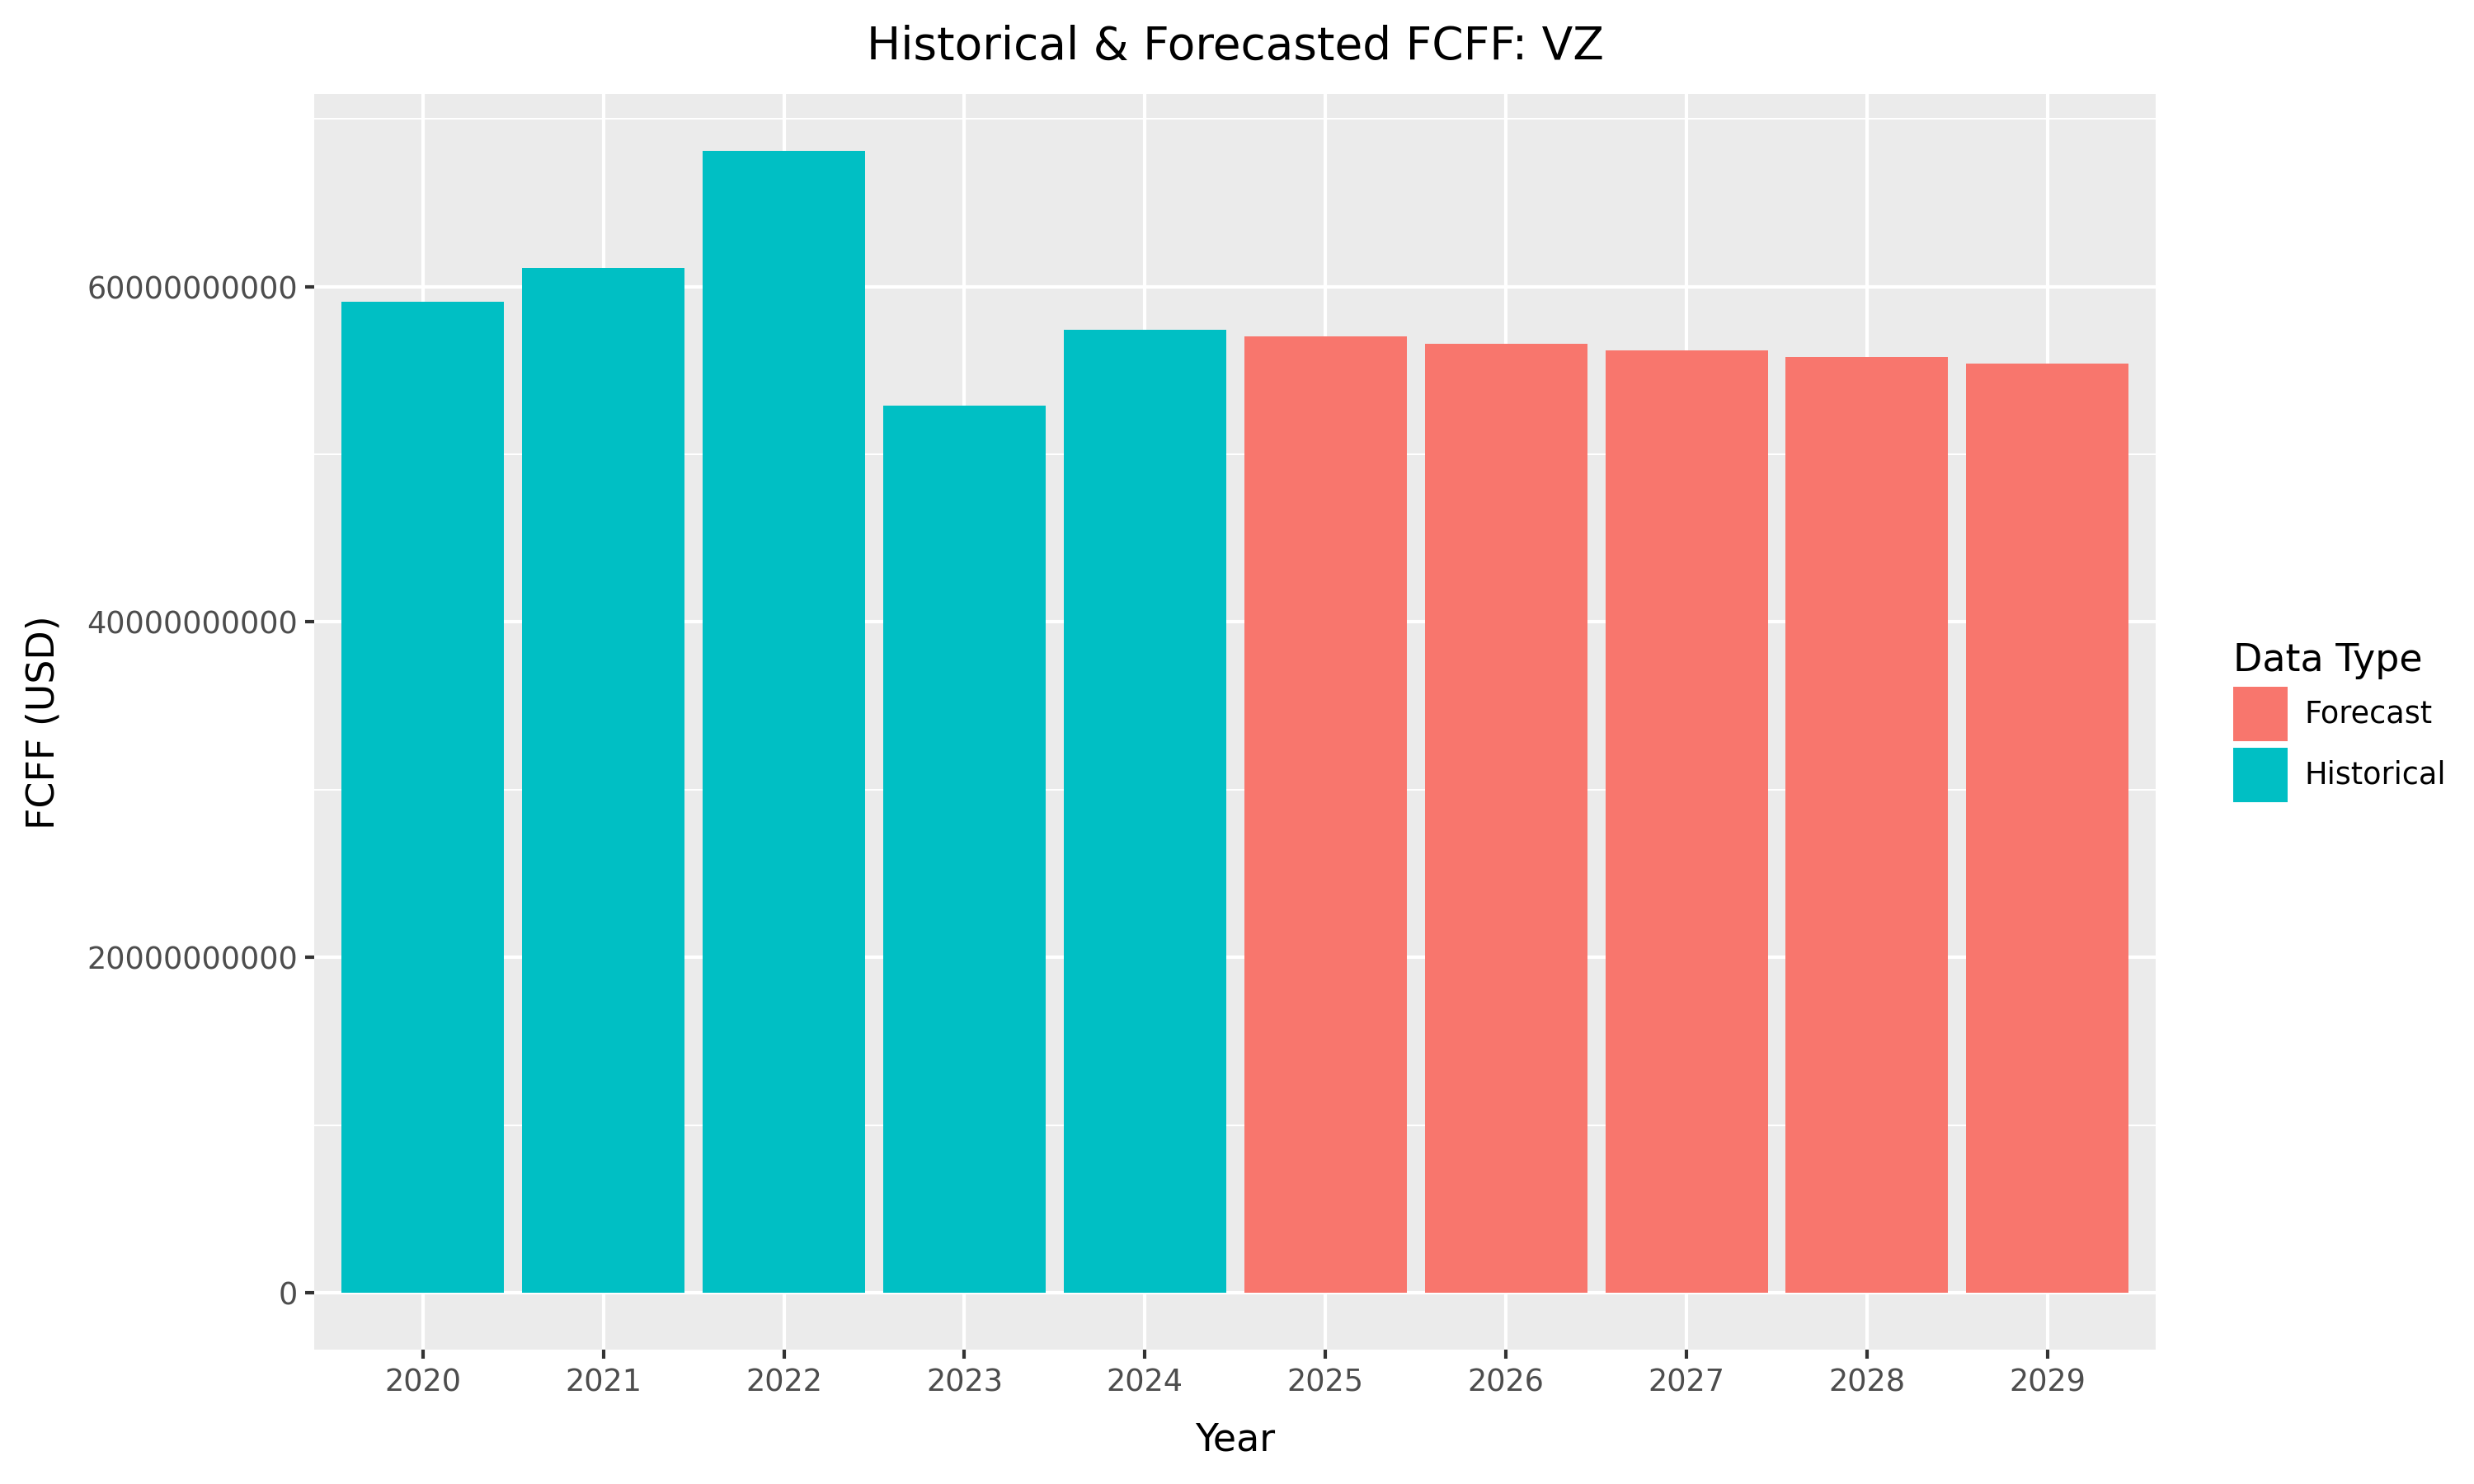 Historical & Forecasted FCFF: VZ
FCFF (USD)
60000000000
40000000000
20000000000
0
2020 2021 2022 2023 2024 2025 2026 2027 2028 2029
Year
Data Type
Forecast
Historical